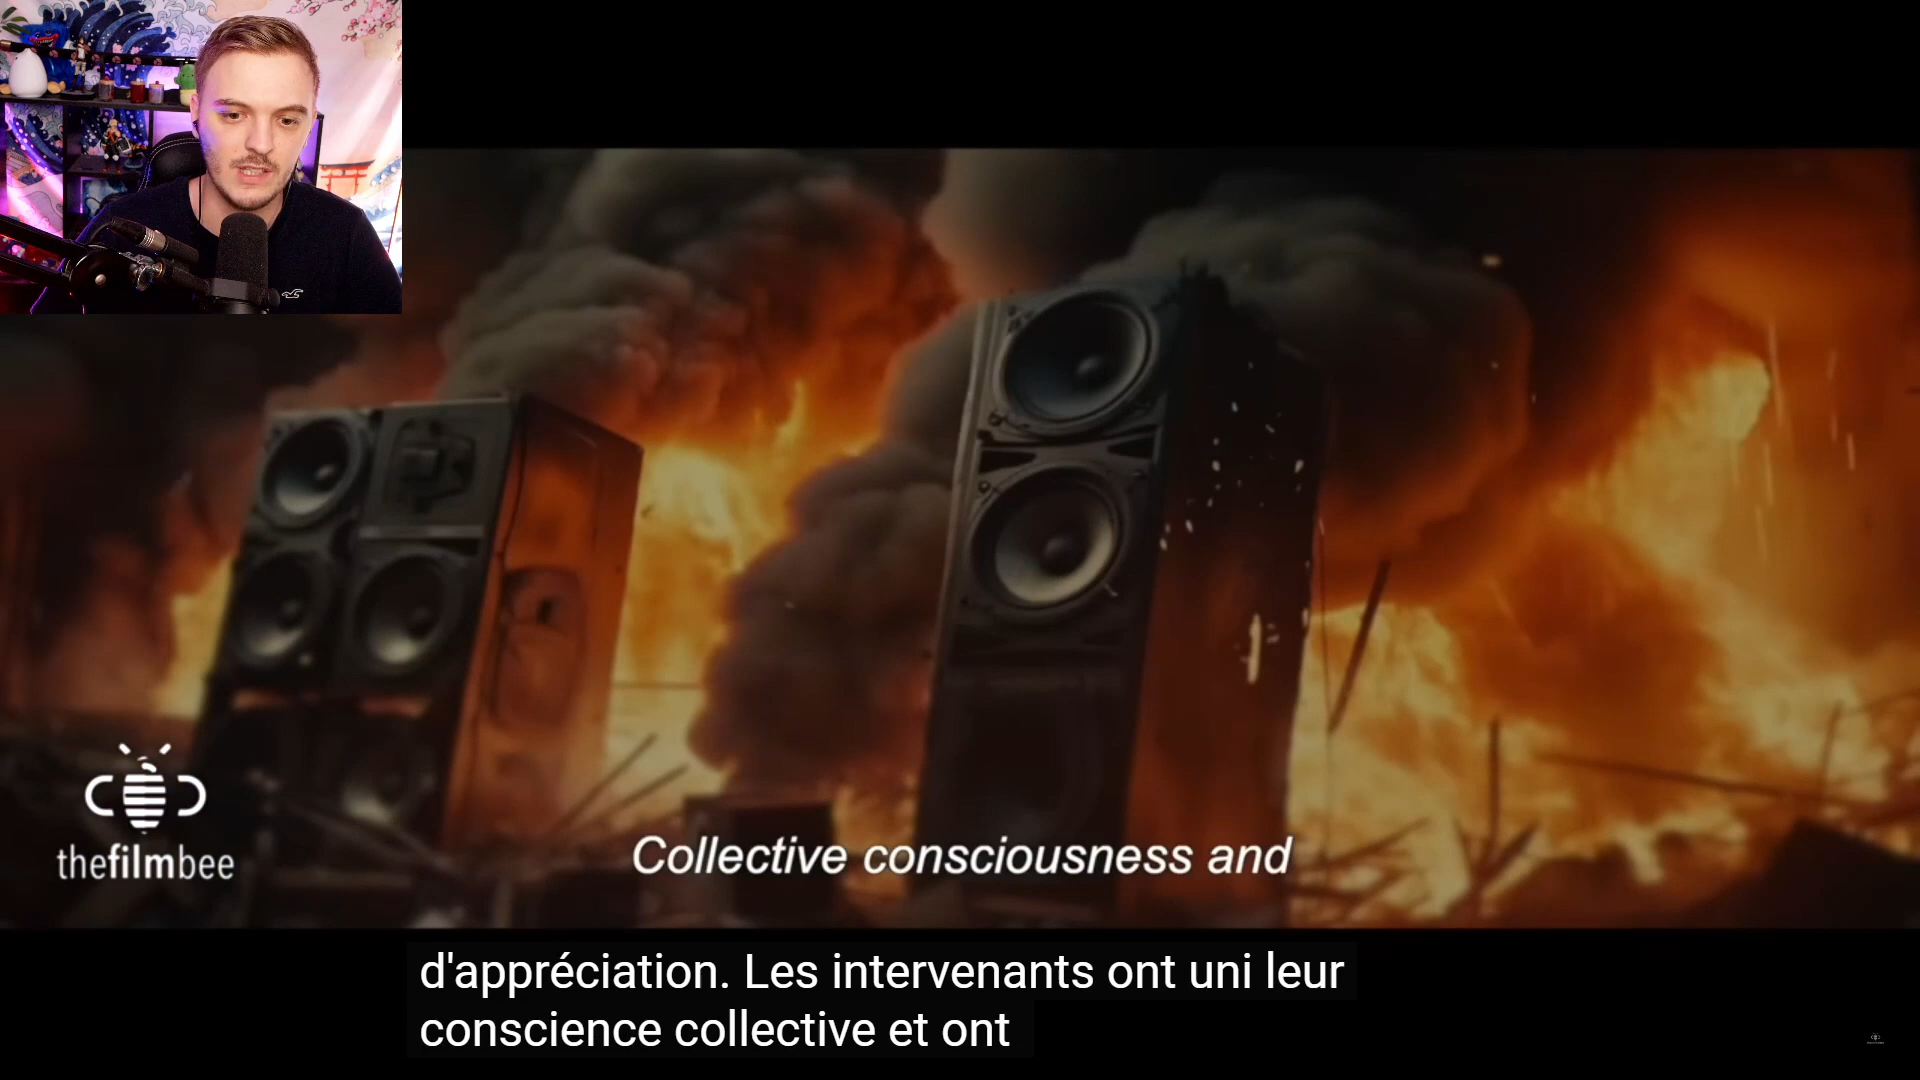 thefilmbee
Collective consciousness and
d'appréciation. Les intervenants ont uni leur
conscience collective et ont